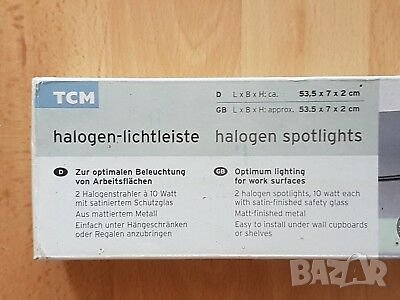 TCM
D L x B x H: ca. 53,5 x 7 x 2 cm
GB L x B x H: approx. 53.5 x 7 x 2 cm
halogen-lichtleiste
halogen spotlights
D Zur optimalen Beleuchtung
von Arbeitsflächen
2 Halogenstrahler à 10 Watt
mit satiniertem Schutzglas
Aus mattiertem Metall
Einfach unter Hängeschränken
oder Regalen anzubringen
GB Optimum lighting
for work surfaces
2 halogen spotlights, 10 watt each
with satin-finished safety glass
Matt-finished metal
Easy to install under wall cupboards
or shelves
BAZAR